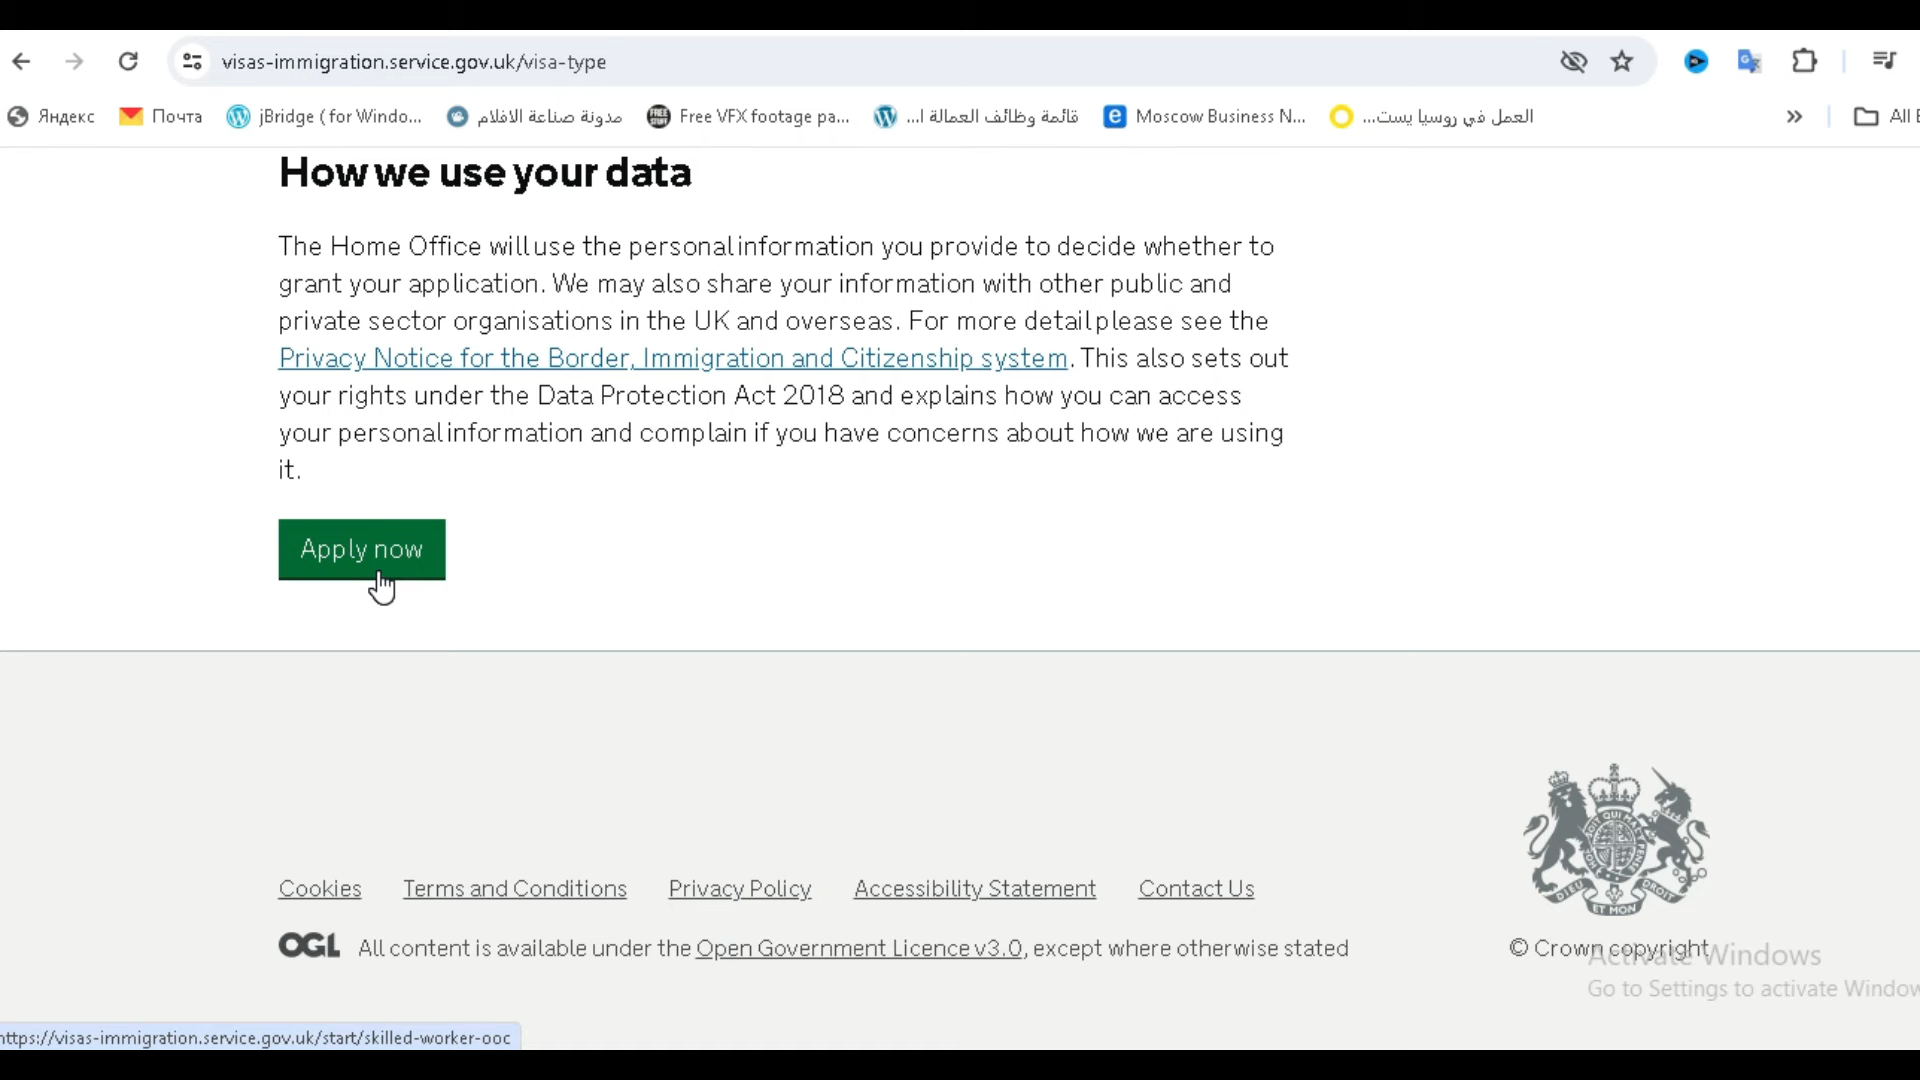 visas-immigration.service.gov.uk/visa-type
Яндекс Почта jBridge ( for Windo... مدونة صناعة الافلام Free VFX footage pa... قائمة وظائف العمالة ا... Moscow Business N... العمل في روسيا يست... » All
How we use your data
The Home Office will use the personal information you provide to decide whether to
grant your application. We may also share your information with other public and
private sector organisations in the UK and overseas. For more detail please see the
Privacy Notice for the Border, Immigration and Citizenship system. This also sets out
your rights under the Data Protection Act 2018 and explains how you can access
your personal information and complain if you have concerns about how we are using
it.
Apply now
Cookies Terms and Conditions Privacy Policy Accessibility Statement Contact Us
OGL All content is available under the Open Government Licence v3.0, except where otherwise stated
© Crown copyright
Activate Windows
Go to Settings to activate Window
https://visas-immigration.service.gov.uk/start/skilled-worker-ooc
DIEU ET MON DROIT